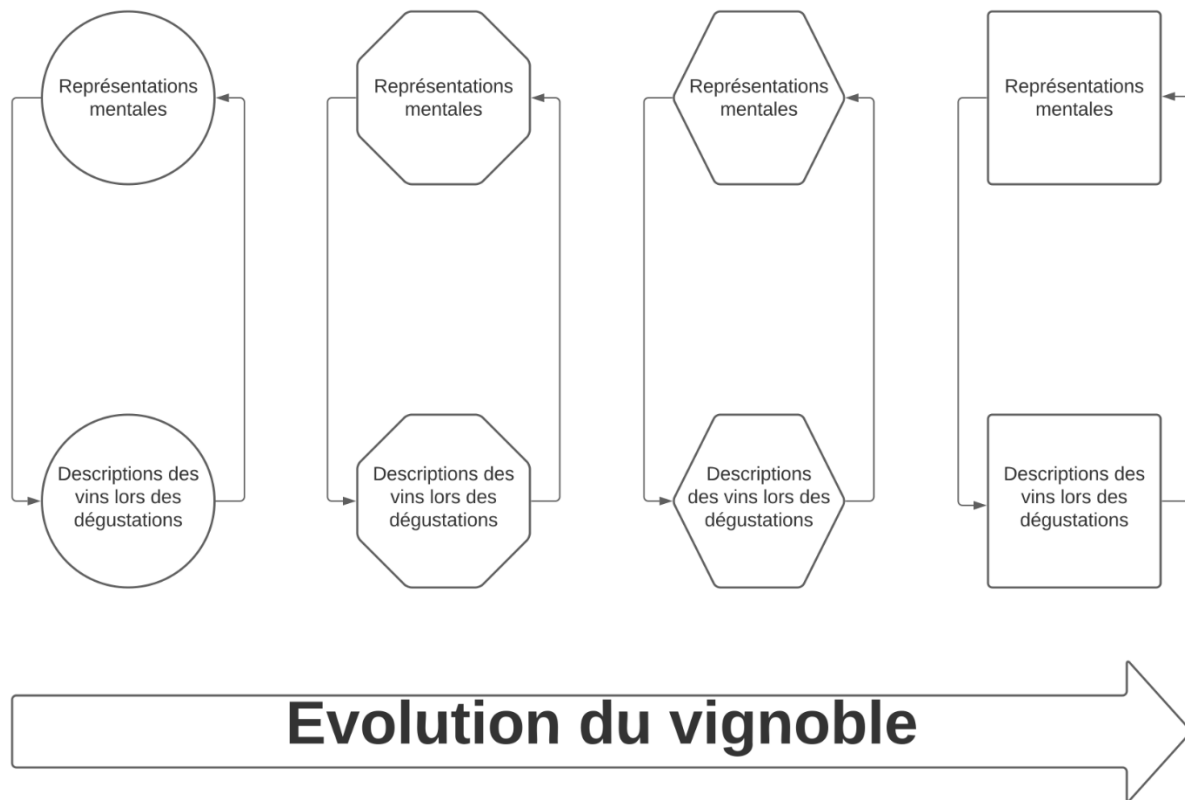 Représentations
mentales
Représentations
mentales
Représentations
mentales
Représentations
mentales
Descriptions des
vins lors des
dégustations
Descriptions des
vins lors des
dégustations
Descriptions
des vins lors des
dégustations
Descriptions des
vins lors des
dégustations
Evolution du vignoble